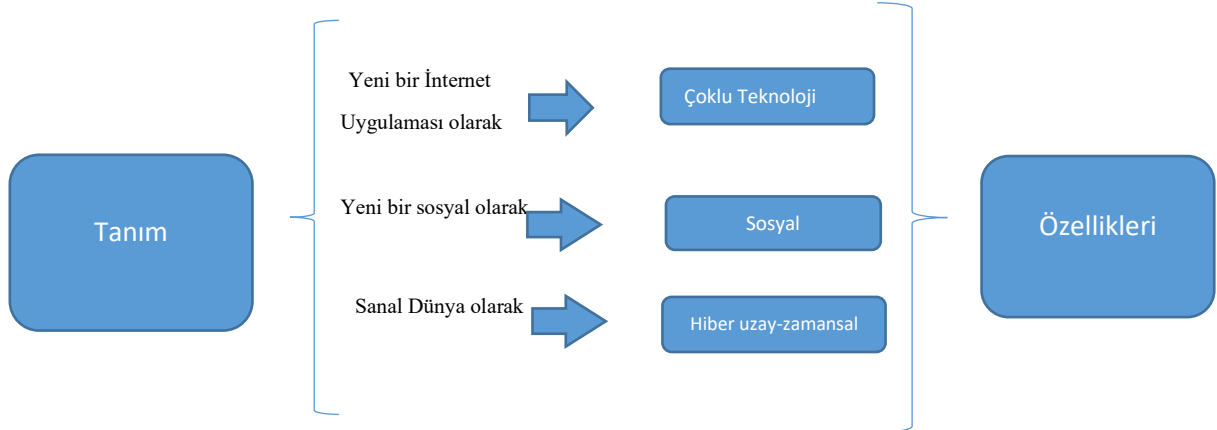 Tanım
Yeni bir İnternet
Uygulaması olarak
Çoklu Teknoloji
Yeni bir sosyal olarak
Sosyal
Sanal Dünya olarak
Hiber uzay-zamansal
Özellikleri